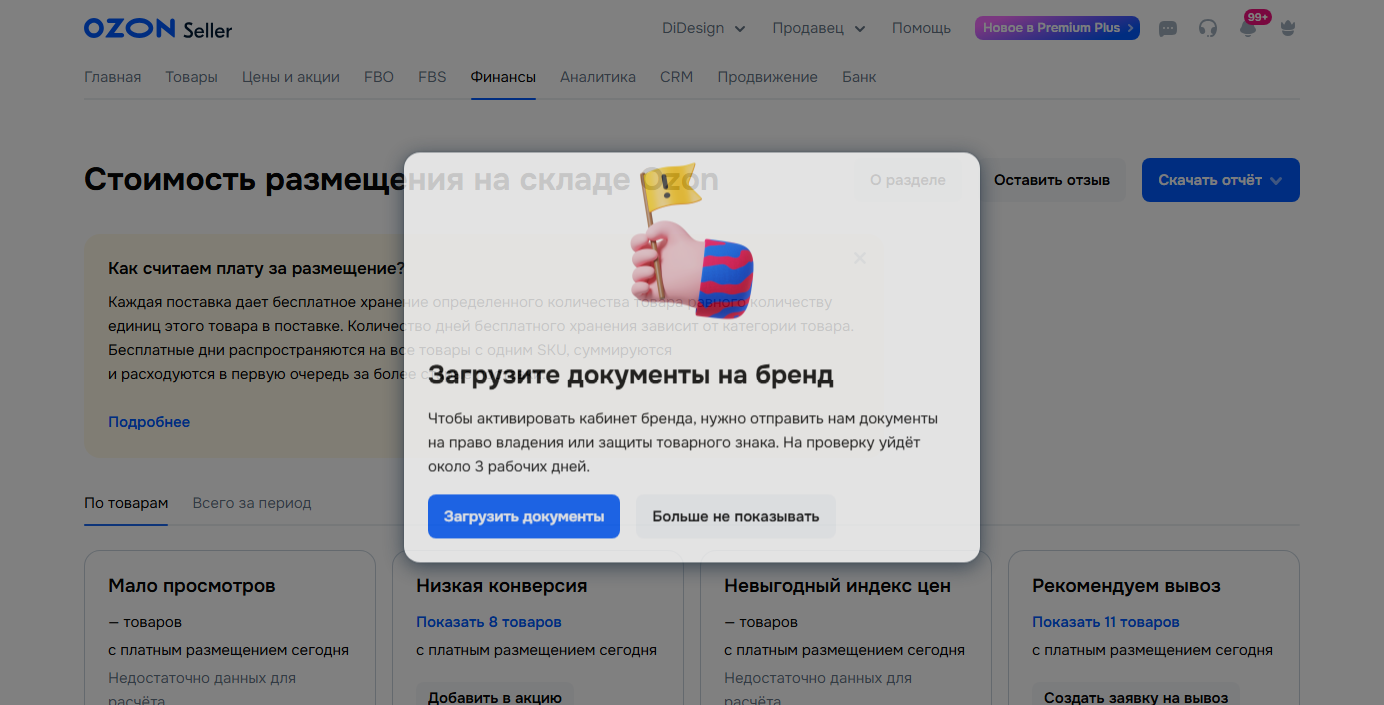 OZON Seller
DiDesign
Продавец
Помощь
Новое в Premium Plus
99+
Главная
Товары
Цены и акции
FBO
FBS
Финансы
Аналитика
CRM
Продвижение
Банк
Стоимость размещения на складе Ozon
О разделе
Оставить отзыв
Скачать отчёт
Как считаем плату за размещение?
Каждая поставка дает бесплатное хранение определенного количества товара равного количеству
единиц этого товара в поставке. Количество дней бесплатного хранения зависит от категории товара.
Бесплатные дни распространяются на все товары с одним SKU, суммируются
и расходуются в первую очередь за более
Подробнее
!
Загрузите документы на бренд
Чтобы активировать кабинет бренда, нужно отправить нам документы
на право владения или защиты товарного знака. На проверку уйдёт
около 3 рабочих дней.
Загрузить документы
Больше не показывать
По товарам
Всего за период
Мало просмотров
— товаров
с платным размещением сегодня
Недостаточно данных для
расчёта
Низкая конверсия
Показать 8 товаров
с платным размещением сегодня
Добавить в акцию
Невыгодный индекс цен
— товаров
с платным размещением сегодня
Недостаточно данных для
расчёта
Рекомендуем вывоз
Показать 11 товаров
с платным размещением сегодня
Создать заявку на вывоз